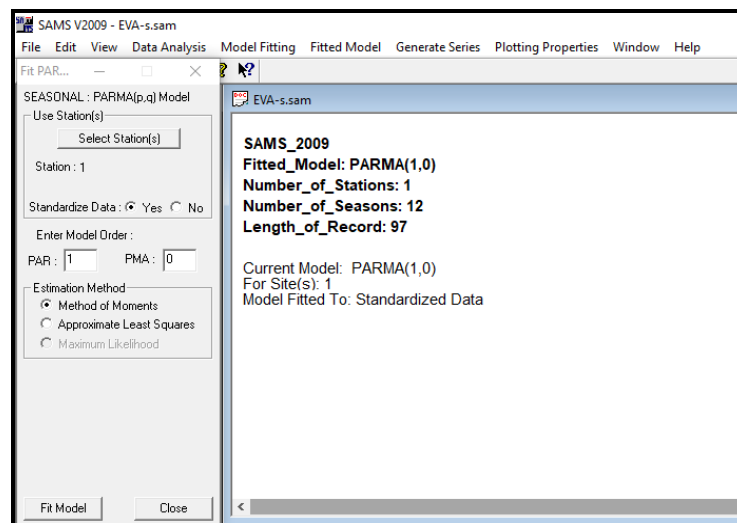 SAMS V2009 - EVA-s.sam
File Edit View Data Analysis Model Fitting Fitted Model Generate Series Plotting Properties Window Help
Fit PAR...
SEASONAL : PARMA(p,q) Model
Use Station(s)
Select Station(s)
Station : 1
Standardize Data : Yes No
Enter Model Order :
PAR : 1 PMA : 0
Estimation Method
Method of Moments
Approximate Least Squares
Maximum Likelihood
Fit Model Close
EVA-s.sam
SAMS_2009
Fitted_Model: PARMA(1,0)
Number_of_Stations: 1
Number_of_Seasons: 12
Length_of_Record: 97
Current Model: PARMA(1,0)
For Site(s): 1
Model Fitted To: Standardized Data